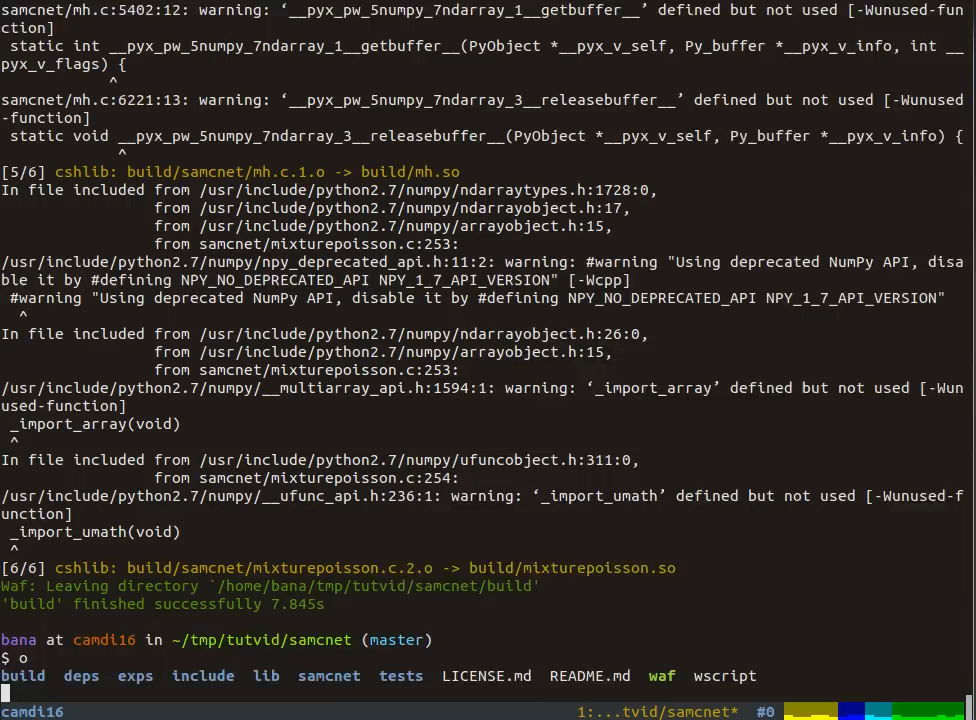 samcnet/mh.c:5402:12: warning: ‘__pyx_pw_5numpy_7ndarray_1__getbuffer__’ defined but not used [-Wunused-fun
ction]
static int __pyx_pw_5numpy_7ndarray_1__getbuffer__(PyObject *__pyx_v_self, Py_buffer *__pyx_v_info, int __
pyx_v_flags) {
^
samcnet/mh.c:6221:13: warning: ‘__pyx_pw_5numpy_7ndarray_3__releasebuffer__’ defined but not used [-Wunused
-function]
static void __pyx_pw_5numpy_7ndarray_3__releasebuffer__(PyObject *__pyx_v_self, Py_buffer *__pyx_v_info) {
^
[5/6] cshlib: build/samcnet/mh.c.1.o -> build/mh.so
In file included from /usr/include/python2.7/numpy/ndarraytypes.h:1728:0,
from /usr/include/python2.7/numpy/ndarrayobject.h:17,
from /usr/include/python2.7/numpy/arrayobject.h:15,
from samcnet/mixturepoisson.c:253:
/usr/include/python2.7/numpy/npy_deprecated_api.h:11:2: warning: #warning "Using deprecated NumPy API, disa
ble it by #defining NPY_NO_DEPRECATED_API NPY_1_7_API_VERSION" [-Wcpp]
#warning "Using deprecated NumPy API, disable it by #defining NPY_NO_DEPRECATED_API NPY_1_7_API_VERSION"
^
In file included from /usr/include/python2.7/numpy/ndarrayobject.h:26:0,
from /usr/include/python2.7/numpy/arrayobject.h:15,
from samcnet/mixturepoisson.c:253:
/usr/include/python2.7/numpy/__multiarray_api.h:1594:1: warning: ‘_import_array’ defined but not used [-Wun
used-function]
_import_array(void)
^
In file included from /usr/include/python2.7/numpy/ufuncobject.h:311:0,
from samcnet/mixturepoisson.c:254:
/usr/include/python2.7/numpy/__ufunc_api.h:236:1: warning: ‘_import_umath’ defined but not used [-Wunused-f
unction]
_import_umath(void)
^
[6/6] cshlib: build/samcnet/mixturepoisson.c.2.o -> build/mixturepoisson.so
Waf: Leaving directory `/home/bana/tmp/tutvid/samcnet/build'
'build' finished successfully 7.845s
bana at camdi16 in ~/tmp/tutvid/samcnet (master)
$ o
build deps exps include lib samcnet tests LICENSE.md README.md waf wscript
camdi16 1:...tvid/samcnet* #0